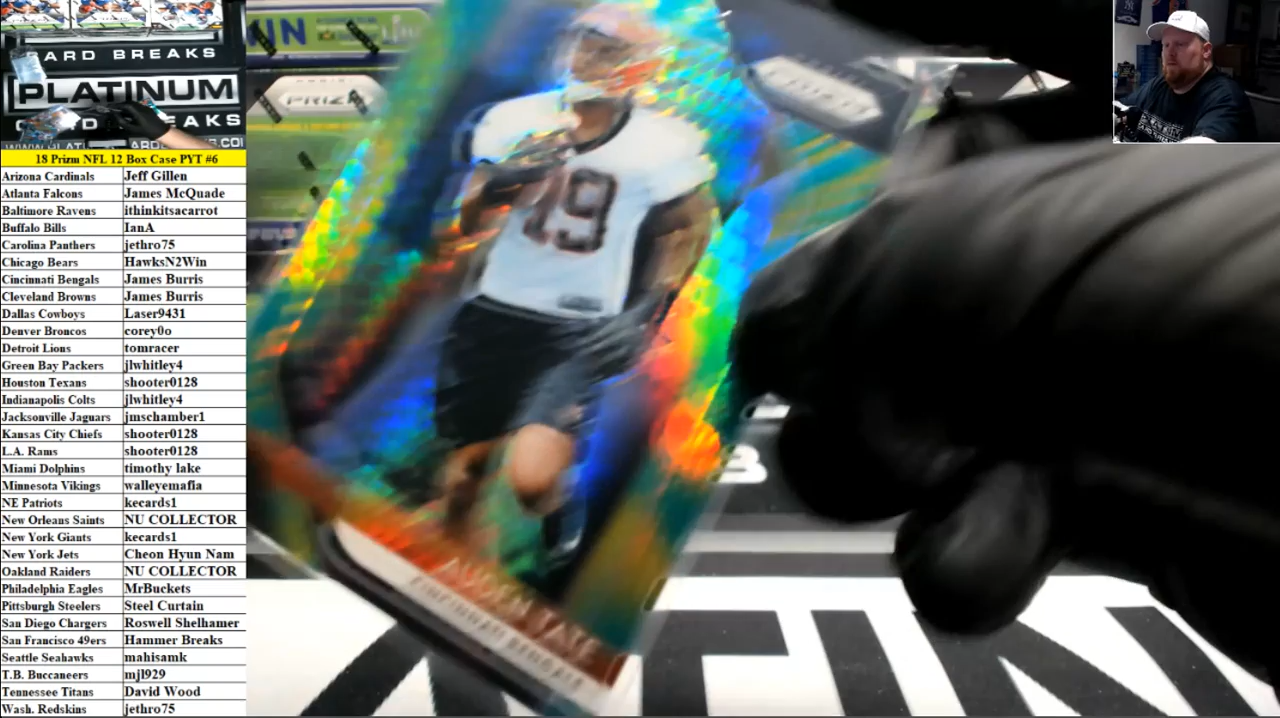 ARD BREAKS
PLATINUM
18 Prizm NFL 12 Box Case PYT #6
Arizona Cardinals Jeff Gillen
Atlanta Falcons James McQuade
Baltimore Ravens ithinkitsacarrot
Buffalo Bills IanA
Carolina Panthers jethro75
Chicago Bears HawksN2Win
Cincinnati Bengals James Burris
Cleveland Browns James Burris
Dallas Cowboys Laser9431
Denver Broncos corey0o
Detroit Lions tomracer
Green Bay Packers jlwhitley4
Houston Texans shooter0128
Indianapolis Colts jlwhitley4
Jacksonville Jaguars jmschamber1
Kansas City Chiefs shooter0128
L.A. Rams shooter0128
Miami Dolphins timothy lake
Minnesota Vikings walleyemafia
NE Patriots kecards1
New Orleans Saints NU COLLECTOR
New York Giants kecards1
New York Jets Cheon Hyun Nam
Oakland Raiders NU COLLECTOR
Philadelphia Eagles MrBuckets
Pittsburgh Steelers Steel Curtain
San Diego Chargers Roswell Shelhamer
San Francisco 49ers Hammer Breaks
Seattle Seahawks mahisamk
T.B. Buccaneers mjl929
Tennessee Titans David Wood
Wash. Redskins jethro75
PRIZM
19
AUDEN TATE
CINCINNATI BENGALS